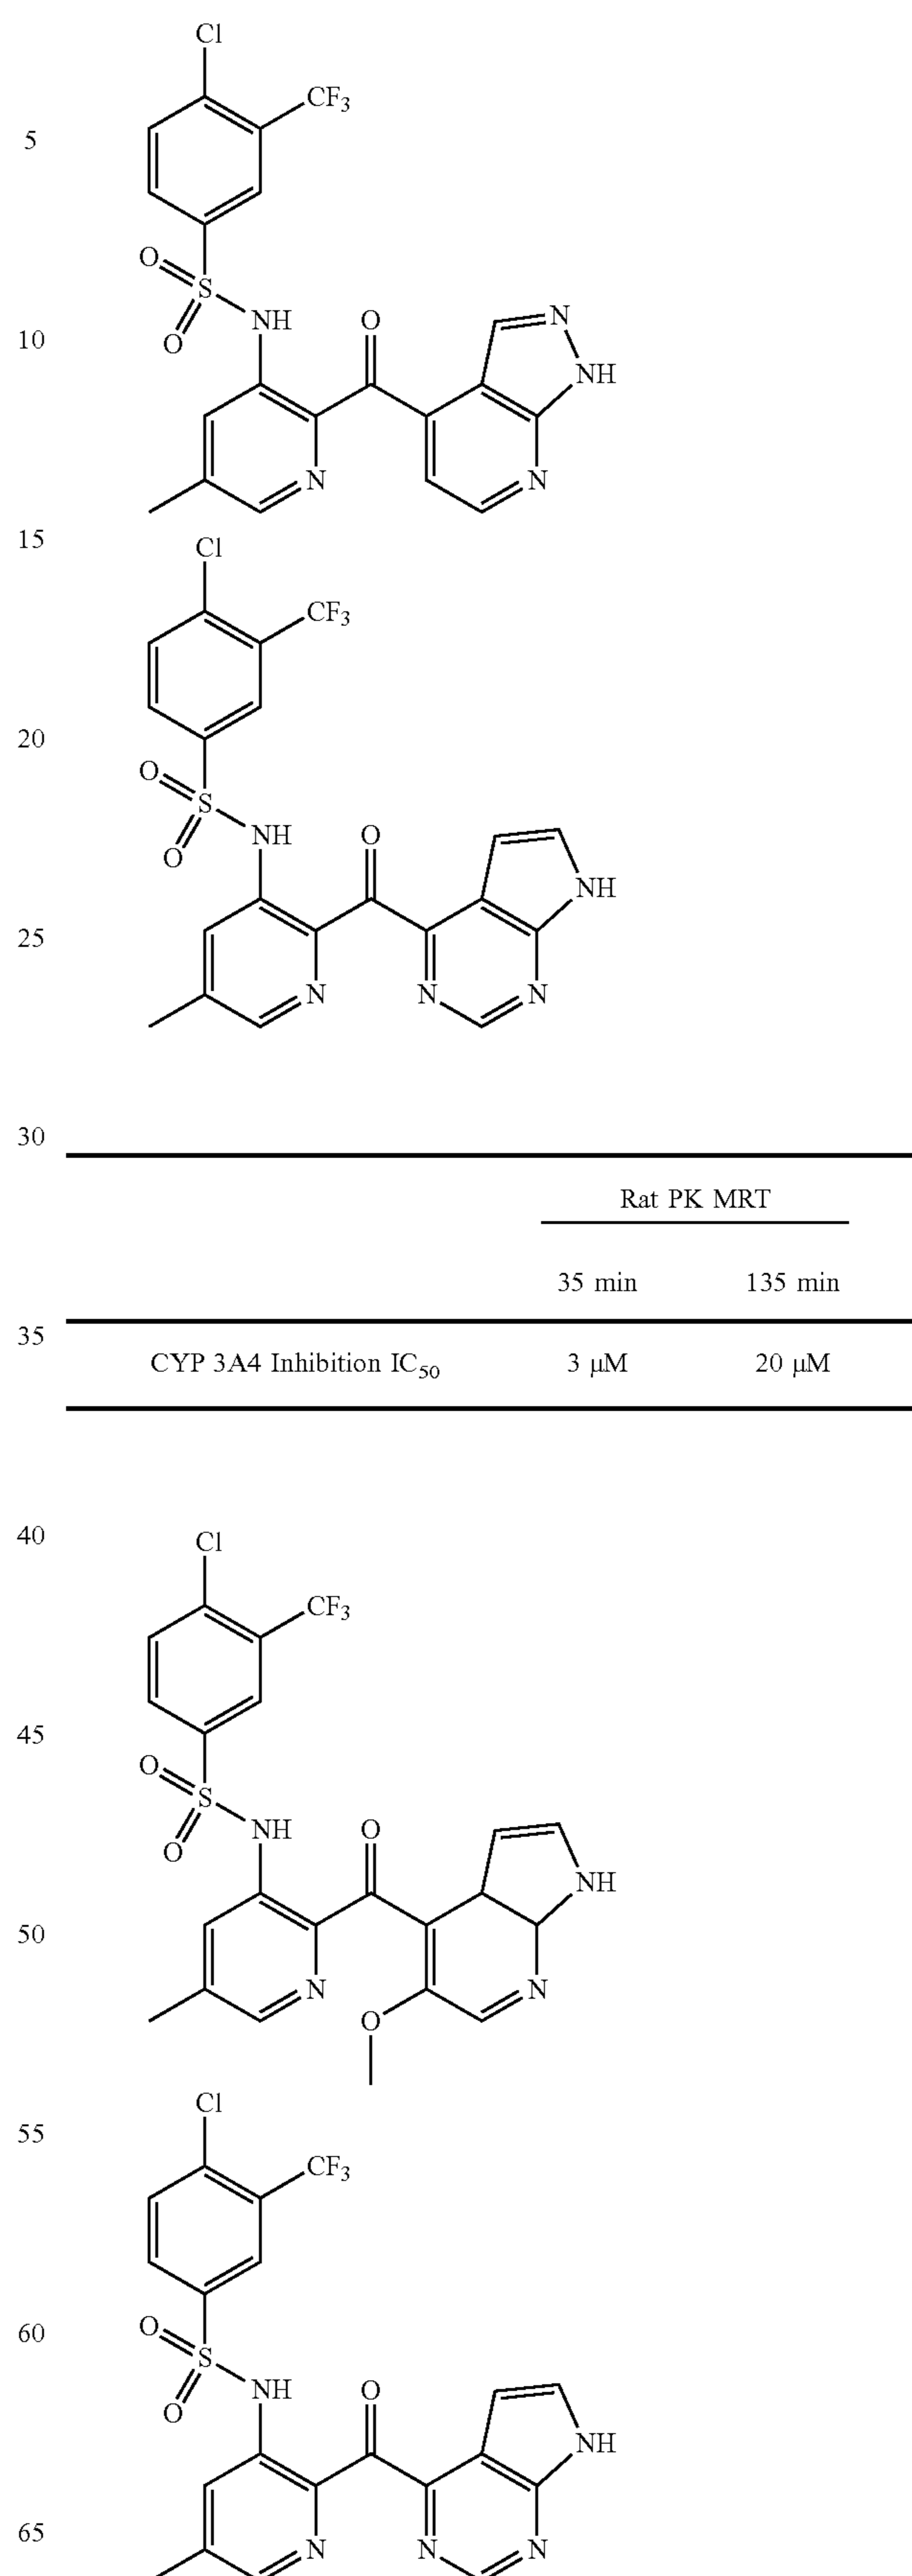 Cl
CF₃
5
O
S
NH
O
N
10
O
NH
N
N
15
Cl
CF₃
20
O
S
NH
O
O
NH
25
N
N
N
30
Rat PK MRT
35 min 135 min
35
CYP 3A4 Inhibition IC₅₀ 3 µM 20 µM
40
Cl
CF₃
45
O
S
NH
O
O
NH
50
N
N
O
Cl
55
CF₃
60
O
S
NH
O
O
NH
65
N
N
N